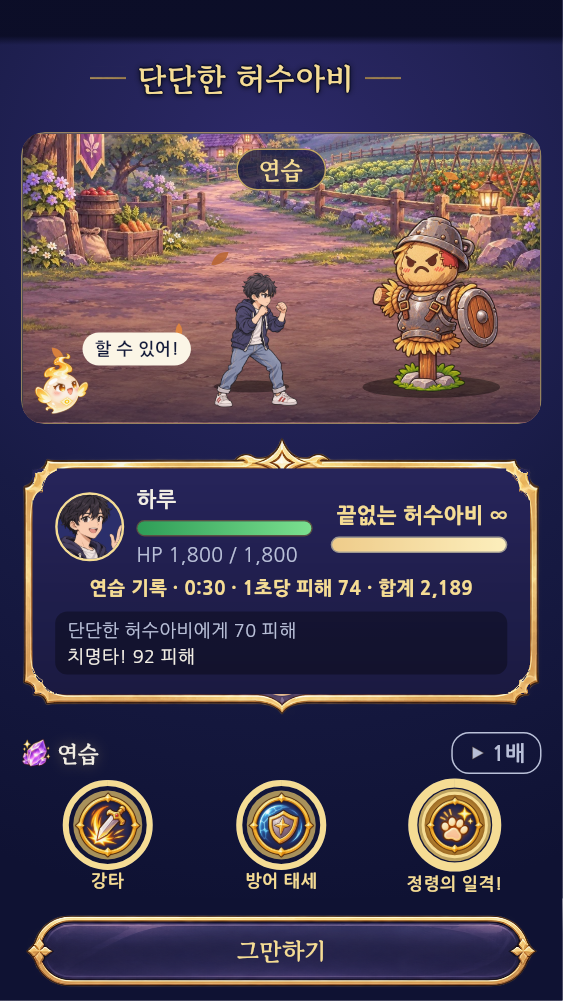 단단한 허수아비
연습
할 수 있어!
하루
끝없는 허수아비 ∞
HP 1,800 / 1,800
연습 기록 · 0:30 · 1초당 피해 74 · 합계 2,189
단단한 허수아비에게 70 피해
치명타! 92 피해
연습
▶ 1배
강타
방어 태세
정령의 일격!
그만하기